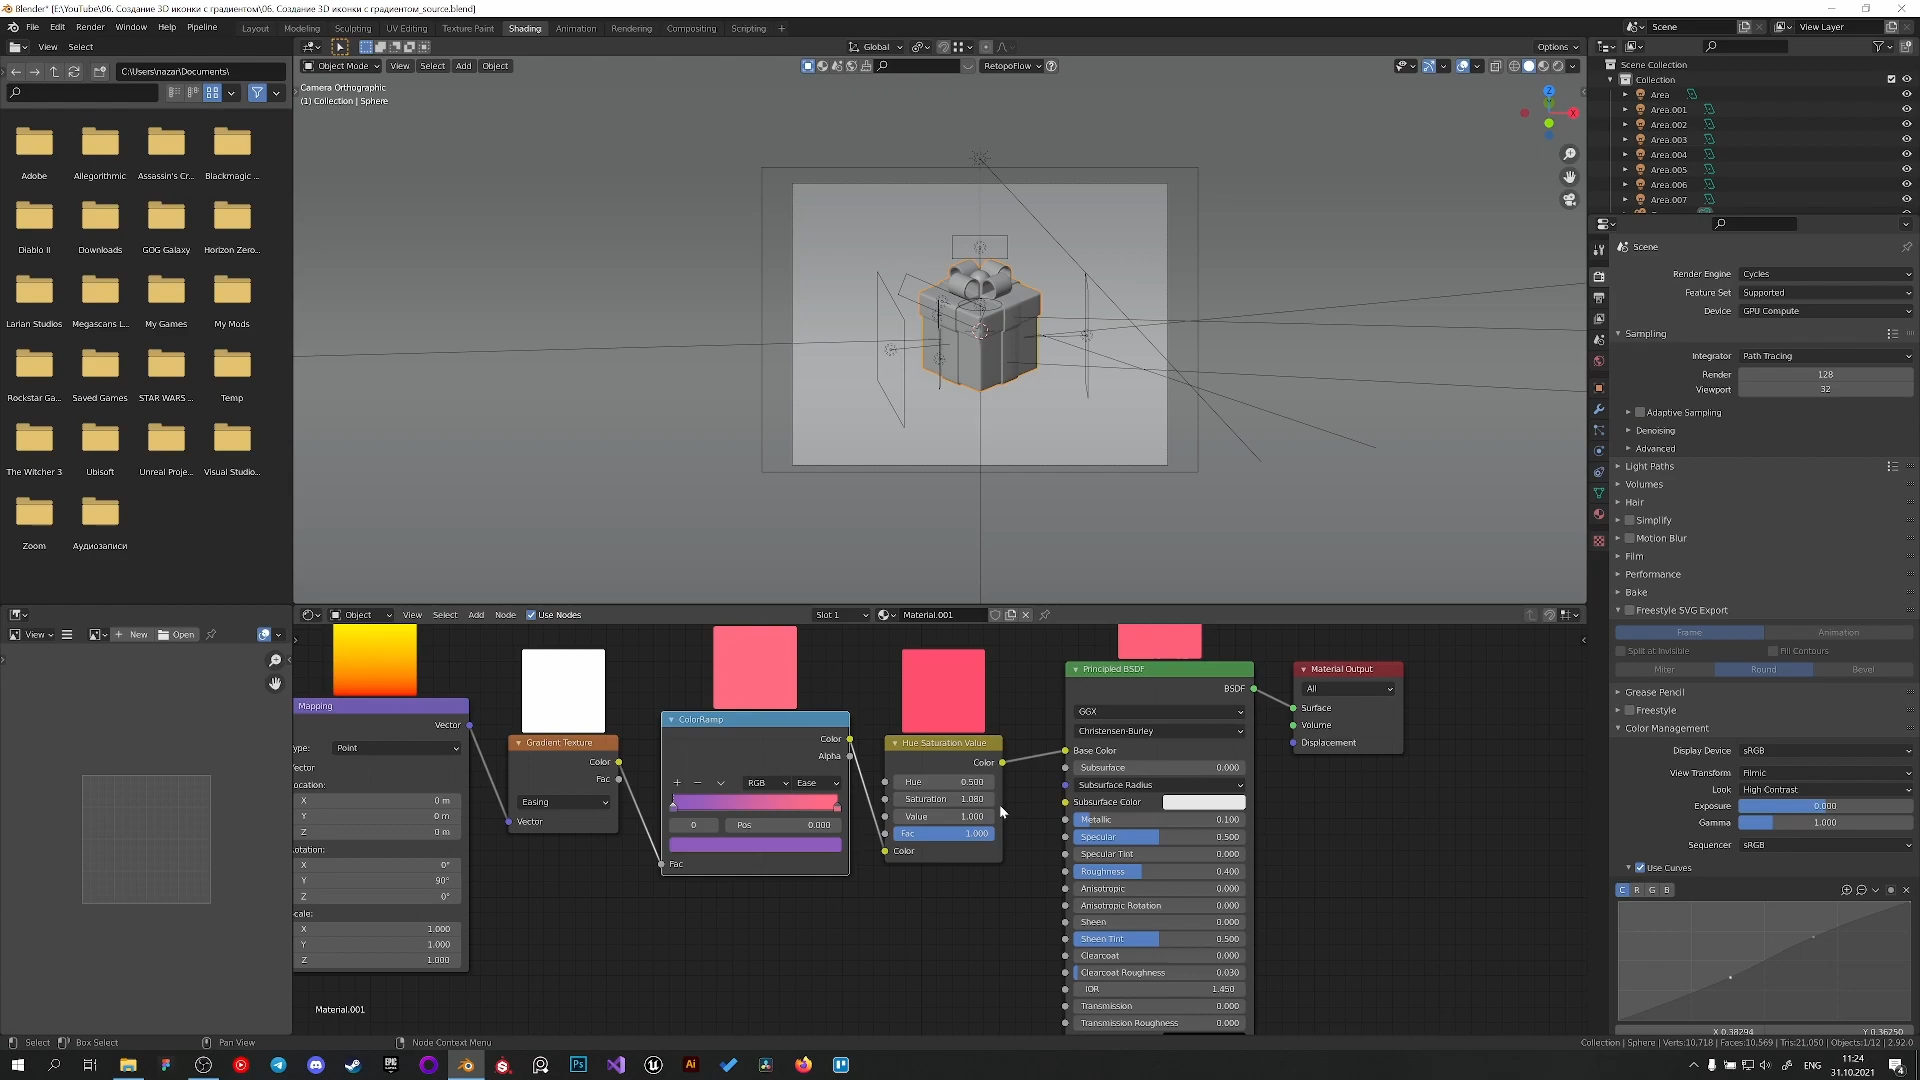 Blender* [E:\YouTube\06. Создание 3D иконки с градиентом\06. Создание 3D иконки с градиентом_source.blend]
File Edit Render Window Help Pipeline Layout Modeling Sculpting UV Editing Texture Paint Shading Animation Rendering Compositing Scripting + Scene View Layer
View Select Global Options
C:\Users\nazar\Documents\ Object Mode View Select Add Object RetopoFlow
Camera Orthographic
(1) Collection | Sphere
Adobe Allegorithmic Assassin's Cr... Blackmagic ...
Diablo II Downloads GOG Galaxy Horizon Zero...
Larian Studios Megascans L... My Games My Mods
Rockstar Ga... Saved Games STAR WARS ... Temp
The Witcher 3 Ubisoft Unreal Proje... Visual Studio...
Zoom Аудиозаписи
Z
X
Scene Collection
Collection
Area
Area.001
Area.002
Area.003
Area.004
Area.005
Area.006
Area.007
Scene
Render Engine Cycles
Feature Set Supported
Device GPU Compute
Sampling
Integrator Path Tracing
Render 128
Viewport 32
Adaptive Sampling
Denoising
Advanced
Light Paths
Volumes
Hair
Simplify
Motion Blur
Film
Performance
Bake
Freestyle SVG Export
Frame Animation
Split at Invisible Fill Contours
Miter Round Bevel
Grease Pencil
Freestyle
Color Management
Display Device sRGB
View Transform Filmic
Look High Contrast
Exposure 0.000
Gamma 1.000
Sequencer sRGB
Use Curves
C R G B
X 0.38294 Y 0.36250
View New Open
Object View Select Add Node Use Nodes Slot 1 Material.001
Mapping
Vector
ype: Point
ector
ocation:
X 0 m
Y 0 m
Z 0 m
otation:
X 0°
Y 90°
Z 0°
cale:
X 1.000
Y 1.000
Z 1.000
Gradient Texture
Color
Fac
Easing
Vector
ColorRamp
Color
Alpha
+ − RGB Ease
0 Pos 0.000
Fac
Hue Saturation Value
Color
Hue 0.500
Saturation 1.080
Value 1.000
Fac 1.000
Color
Principled BSDF
BSDF
GGX
Christensen-Burley
Base Color
Subsurface 0.000
Subsurface Radius
Subsurface Color
Metallic 0.100
Specular 0.500
Specular Tint 0.000
Roughness 0.400
Anisotropic 0.000
Anisotropic Rotation 0.000
Sheen 0.000
Sheen Tint 0.500
Clearcoat 0.000
Clearcoat Roughness 0.030
IOR 1.450
Transmission 0.000
Transmission Roughness 0.000
Material Output
All
Surface
Volume
Displacement
Material.001
Select Box Select Pan View Node Context Menu Collection | Sphere | Verts:10,718 | Faces:10,569 | Tris:21,050 | Objects:1/12 | 2.92.0
EPIC GAMES Ps Ai ENG 11:24
31.10.2021 4